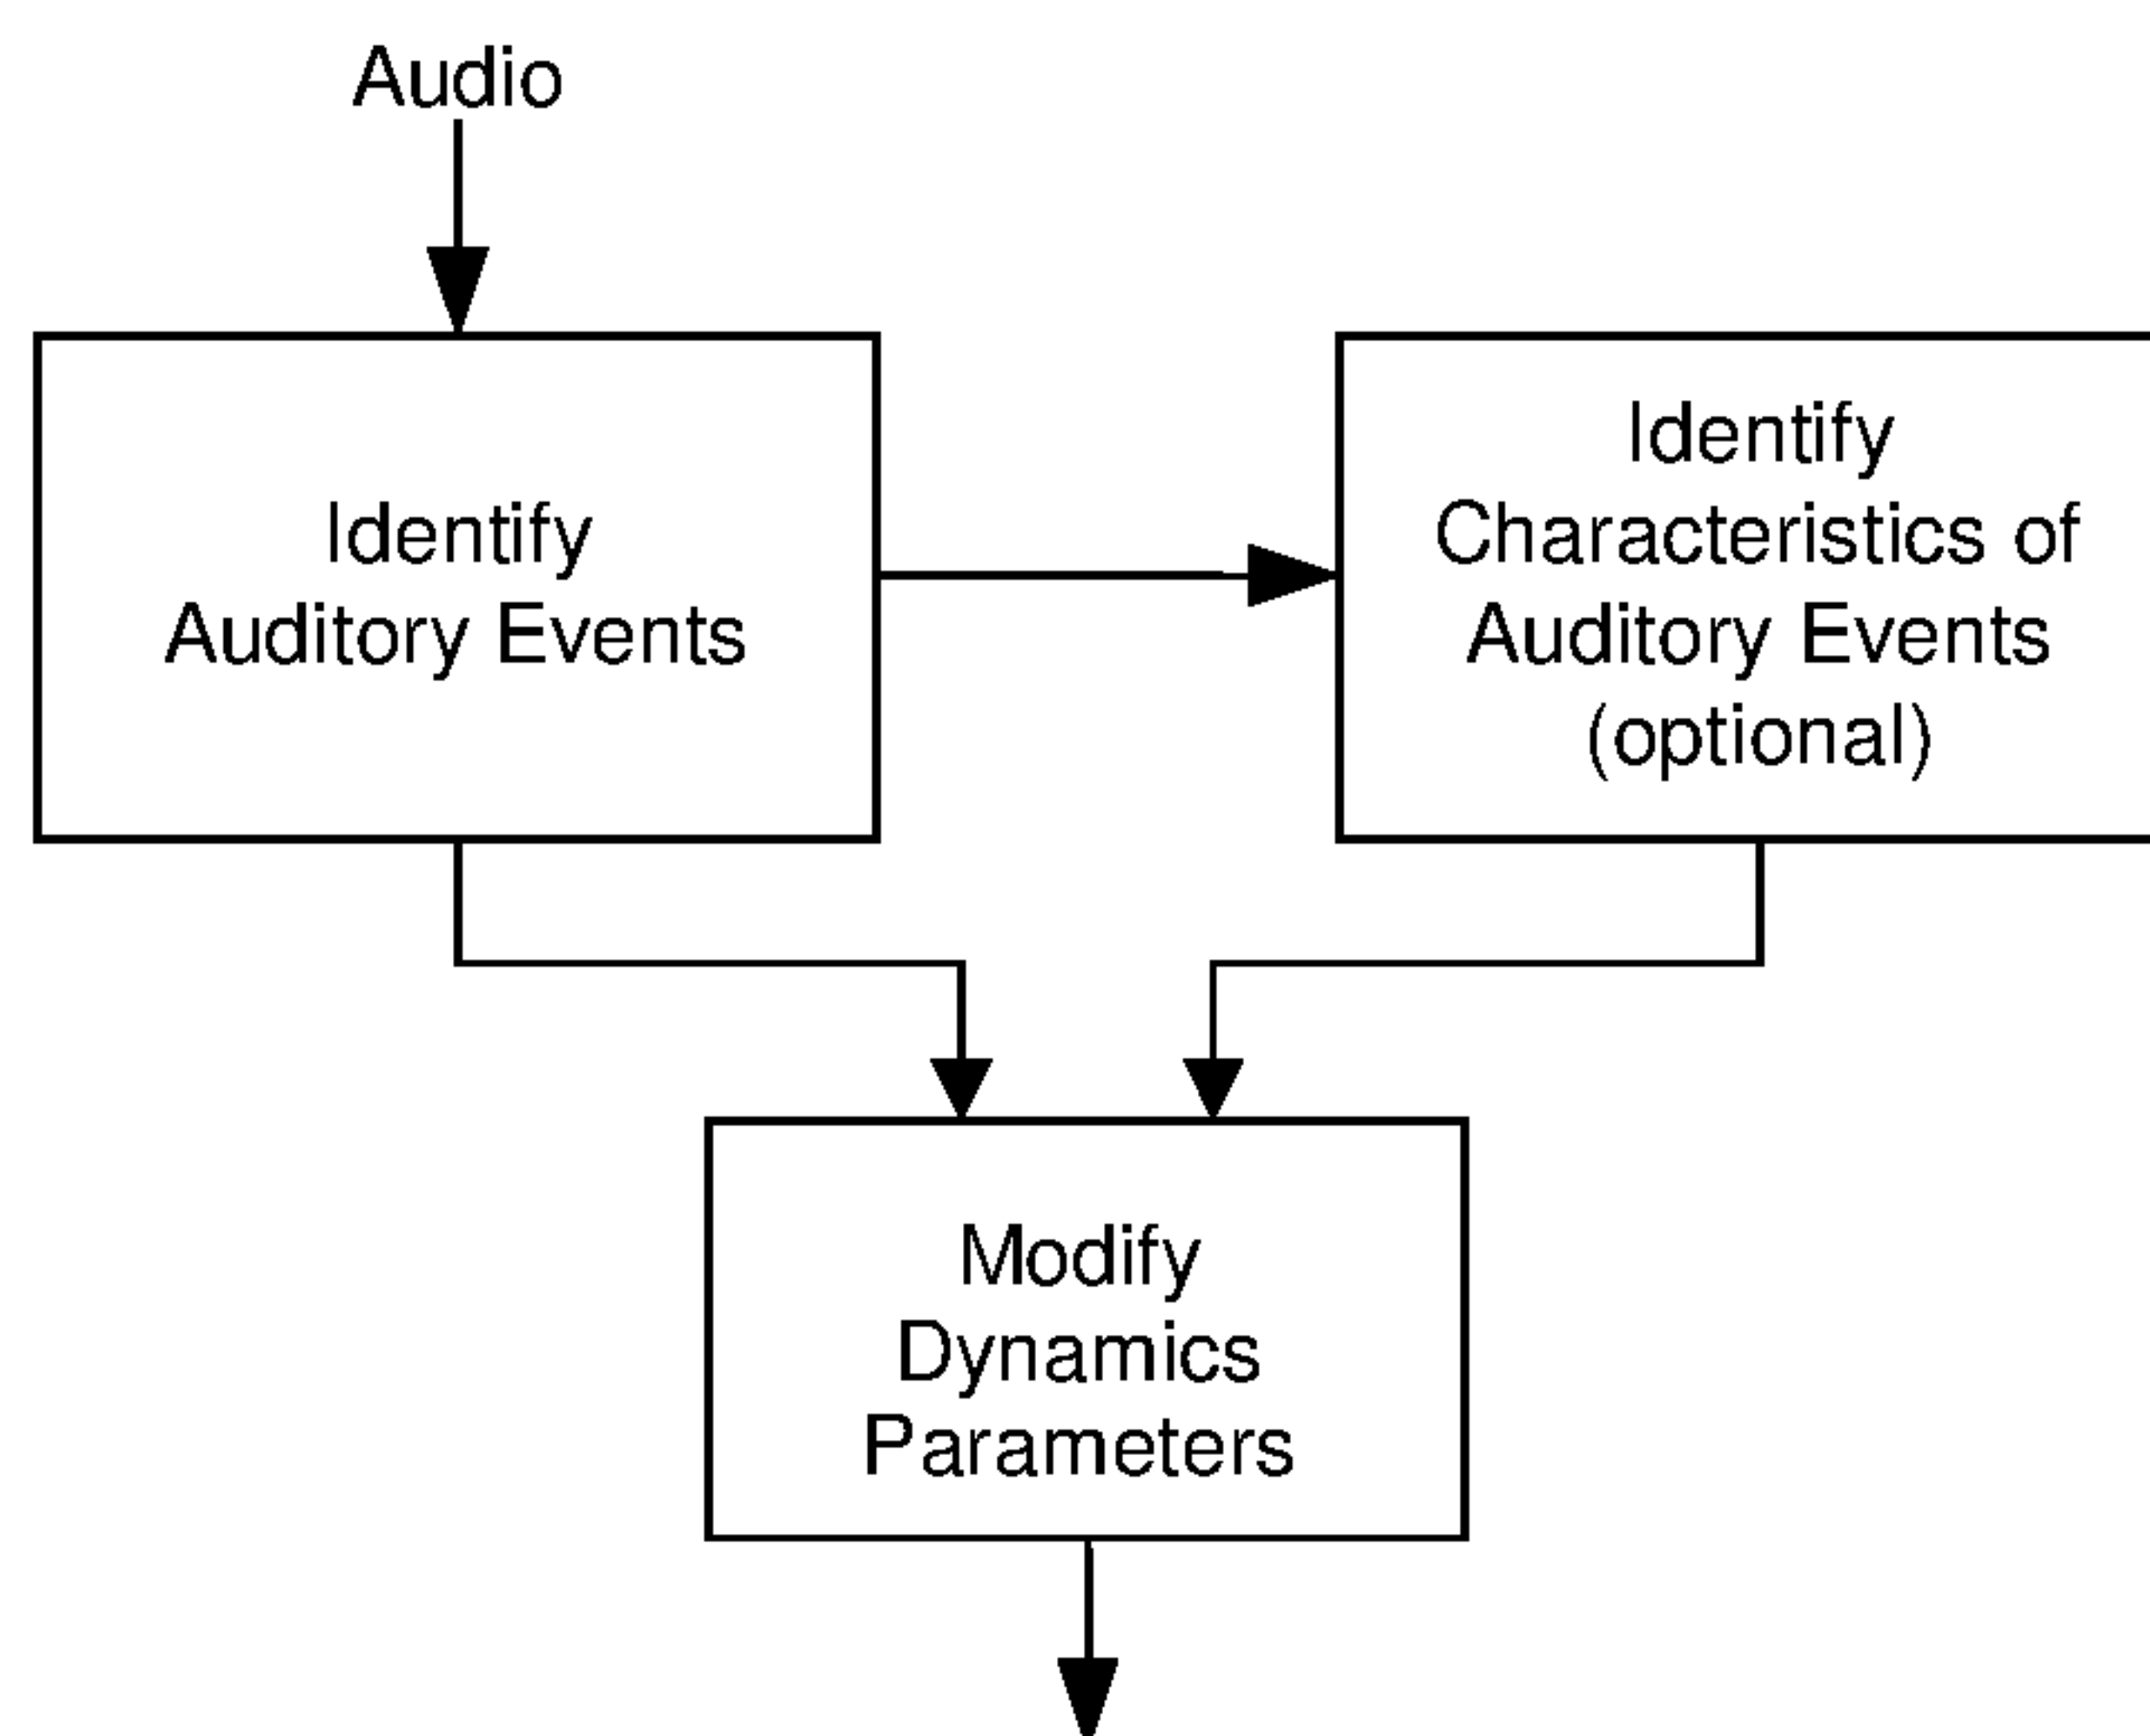 Audio
Identify
Auditory Events
Identify
Characteristics of
Auditory Events
(optional)
Modify
Dynamics
Parameters